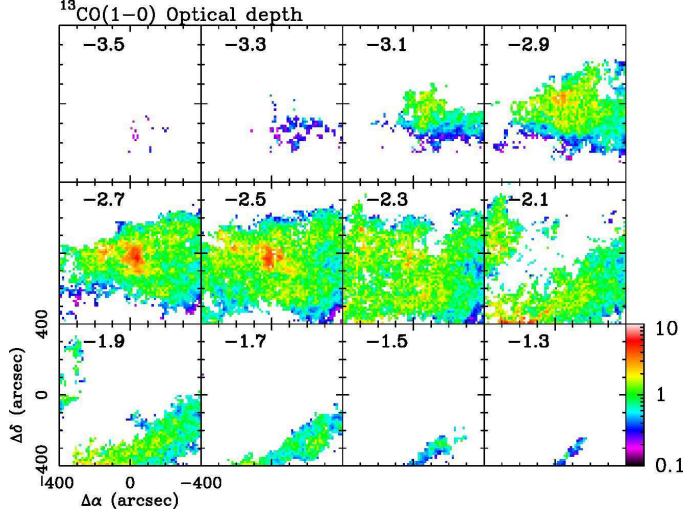 ¹³CO(1−0) Optical depth
−3.5 −3.3 −3.1 −2.9
−2.7 −2.5 −2.3 −2.1
−1.9 −1.7 −1.5 −1.3
400
0
400
Δδ (arcsec)
400 0 −400
Δα (arcsec)
10
1
0.1